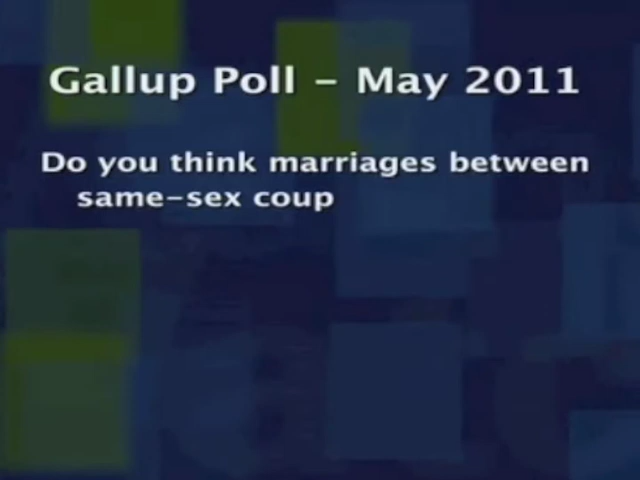 Gallup Poll - May 2011
Do you think marriages between
same-sex coup